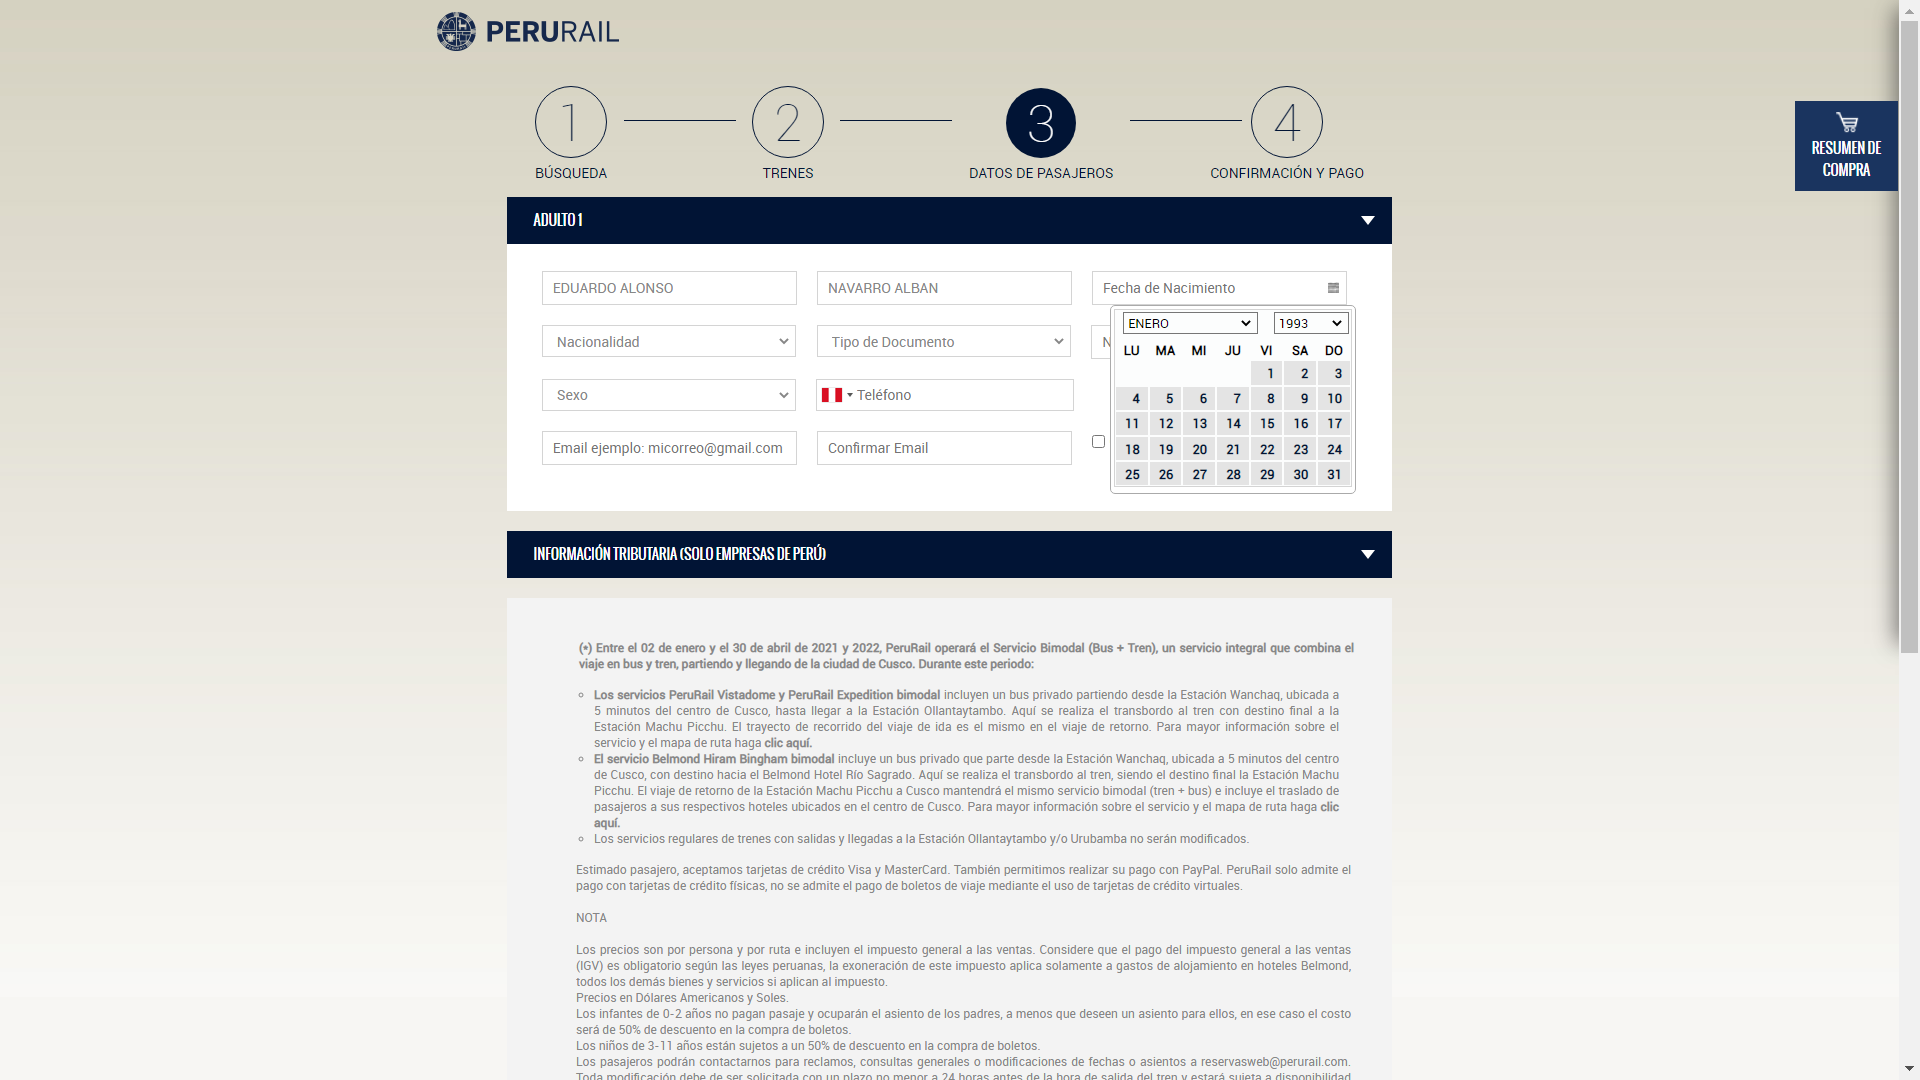 PERURAIL
1
2
3
4
BÚSQUEDA
TRENES
DATOS DE PASAJEROS
CONFIRMACIÓN Y PAGO
RESUMEN DE
COMPRA
ADULTO 1
EDUARDO ALONSO
NAVARRO ALBAN
Fecha de Nacimiento
Nacionalidad
Tipo de Documento
N
Sexo
Teléfono
Email ejemplo: micorreo@gmail.com
Confirmar Email
ENERO 1993
LU MA MI JU VI SA DO
1 2 3
4 5 6 7 8 9 10
11 12 13 14 15 16 17
18 19 20 21 22 23 24
25 26 27 28 29 30 31
INFORMACIÓN TRIBUTARIA (SOLO EMPRESAS DE PERÚ)
(*) Entre el 02 de enero y el 30 de abril de 2021 y 2022, PeruRail operará el Servicio Bimodal (Bus + Tren), un servicio integral que combina el
viaje en bus y tren, partiendo y llegando de la ciudad de Cusco. Durante este periodo:
Los servicios PeruRail Vistadome y PeruRail Expedition bimodal incluyen un bus privado partiendo desde la Estación Wanchaq, ubicada a
5 minutos del centro de Cusco, hasta llegar a la Estación Ollantaytambo. Aquí se realiza el transbordo al tren con destino final a la
Estación Machu Picchu. El trayecto de recorrido del viaje de ida es el mismo en el viaje de retorno. Para mayor información sobre el
servicio y el mapa de ruta haga clic aquí.
El servicio Belmond Hiram Bingham bimodal incluye un bus privado que parte desde la Estación Wanchaq, ubicada a 5 minutos del centro
de Cusco, con destino hacia el Belmond Hotel Río Sagrado. Aquí se realiza el transbordo al tren, siendo el destino final la Estación Machu
Picchu. El viaje de retorno de la Estación Machu Picchu a Cusco mantendrá el mismo servicio bimodal (tren + bus) e incluye el traslado de
pasajeros a sus respectivos hoteles ubicados en el centro de Cusco. Para mayor información sobre el servicio y el mapa de ruta haga clic
aquí.
Los servicios regulares de trenes con salidas y llegadas a la Estación Ollantaytambo y/o Urubamba no serán modificados.
Estimado pasajero, aceptamos tarjetas de crédito Visa y MasterCard. También permitimos realizar su pago con PayPal. PeruRail solo admite el
pago con tarjetas de crédito físicas, no se admite el pago de boletos de viaje mediante el uso de tarjetas de crédito virtuales.
NOTA
Los precios son por persona y por ruta e incluyen el impuesto general a las ventas. Considere que el pago del impuesto general a las ventas
(IGV) es obligatorio según las leyes peruanas, la exoneración de este impuesto aplica solamente a gastos de alojamiento en hoteles Belmond,
todos los demás bienes y servicios si aplican al impuesto.
Precios en Dólares Americanos y Soles.
Los infantes de 0-2 años no pagan pasaje y ocuparán el asiento de los padres, a menos que deseen un asiento para ellos, en ese caso el costo
será de 50% de descuento en la compra de boletos.
Los niños de 3-11 años están sujetos a un 50% de descuento en la compra de boletos.
Los pasajeros podrán contactarnos para reclamos, consultas generales o modificaciones de fechas o asientos a reservasweb@perurail.com.
Toda modificación debe de ser solicitada con un plazo no menor a 24 horas antes de la hora de salida del tren y estará sujeta a disponibilidad